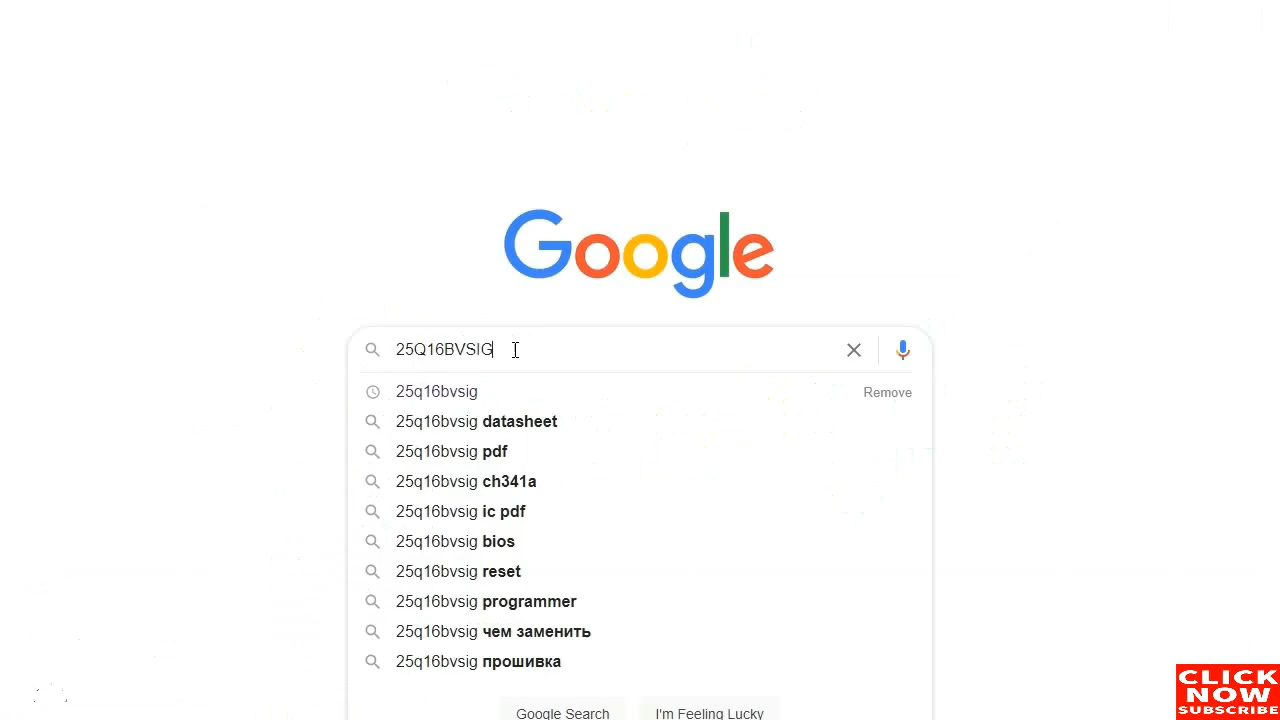 Google
25Q16BVSIG
25q16bvsig Remove
25q16bvsig datasheet
25q16bvsig pdf
25q16bvsig ch341a
25q16bvsig ic pdf
25q16bvsig bios
25q16bvsig reset
25q16bvsig programmer
25q16bvsig чем заменить
25q16bvsig прошивка
Google Search I'm Feeling Lucky
CLICK
NOW
SUBSCRIBE